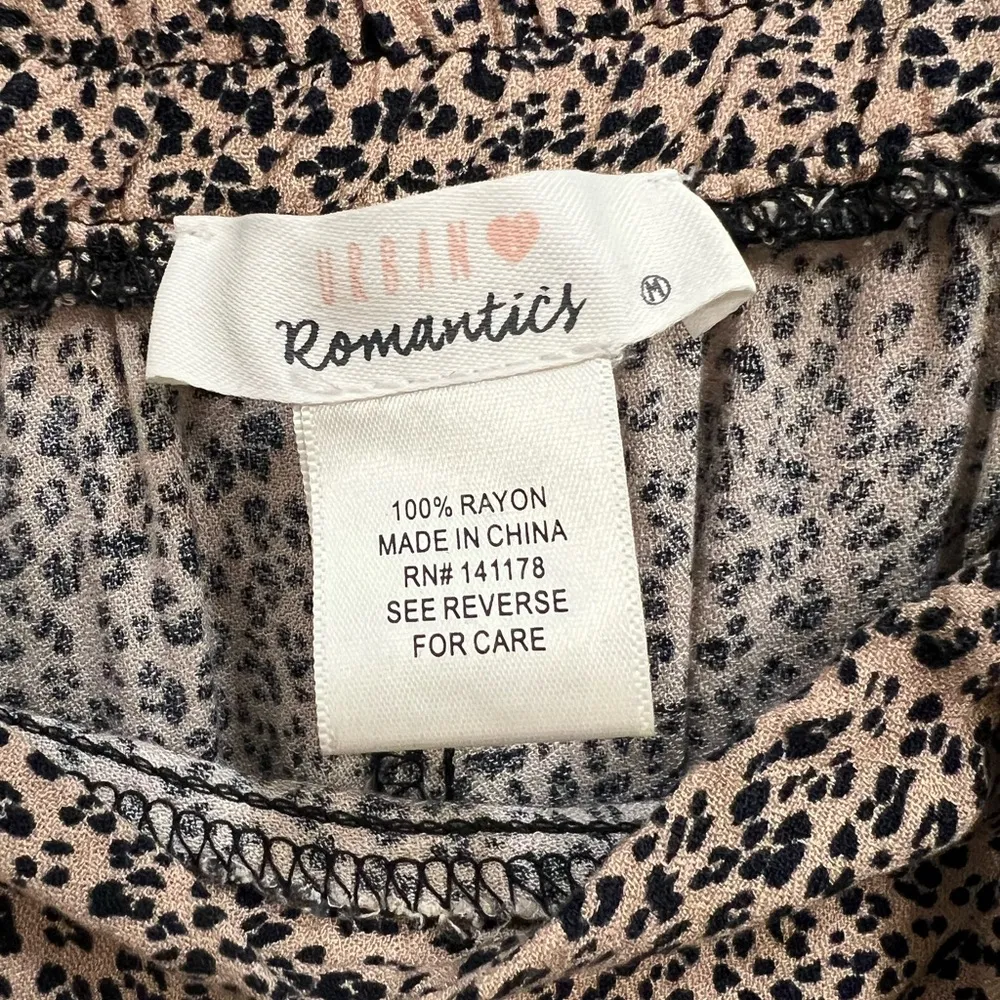 URBAN
Romantics
M
100% RAYON
MADE IN CHINA
RN# 141178
SEE REVERSE
FOR CARE